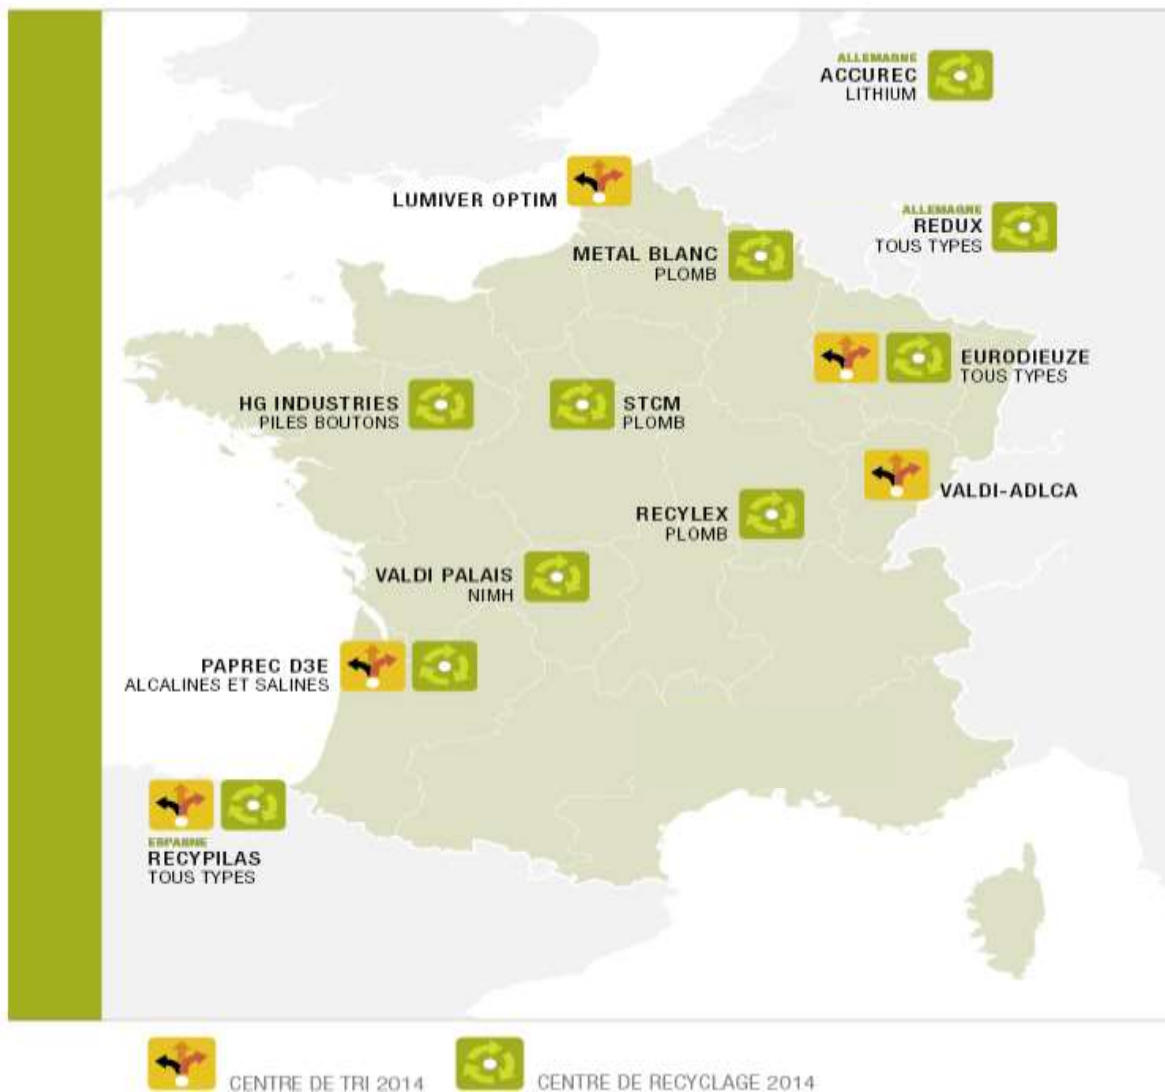 ALLEMAGNE
ACCUREC
LITHIUM
LUMIVER OPTIM
ALLEMAGNE
REDUX
TOUS TYPES
METAL BLANC
PLOMB
EURODIEUZE
TOUS TYPES
HG INDUSTRIES
PILES BOUTONS
STCM
PLOMB
VALDI-ADLCA
RECYLEX
PLOMB
VALDI PALAIS
NIMH
PAPREC D3E
ALCALINES ET SALINES
ESPAGNE
RECYPILAS
TOUS TYPES
CENTRE DE TRI 2014
CENTRE DE RECYCLAGE 2014